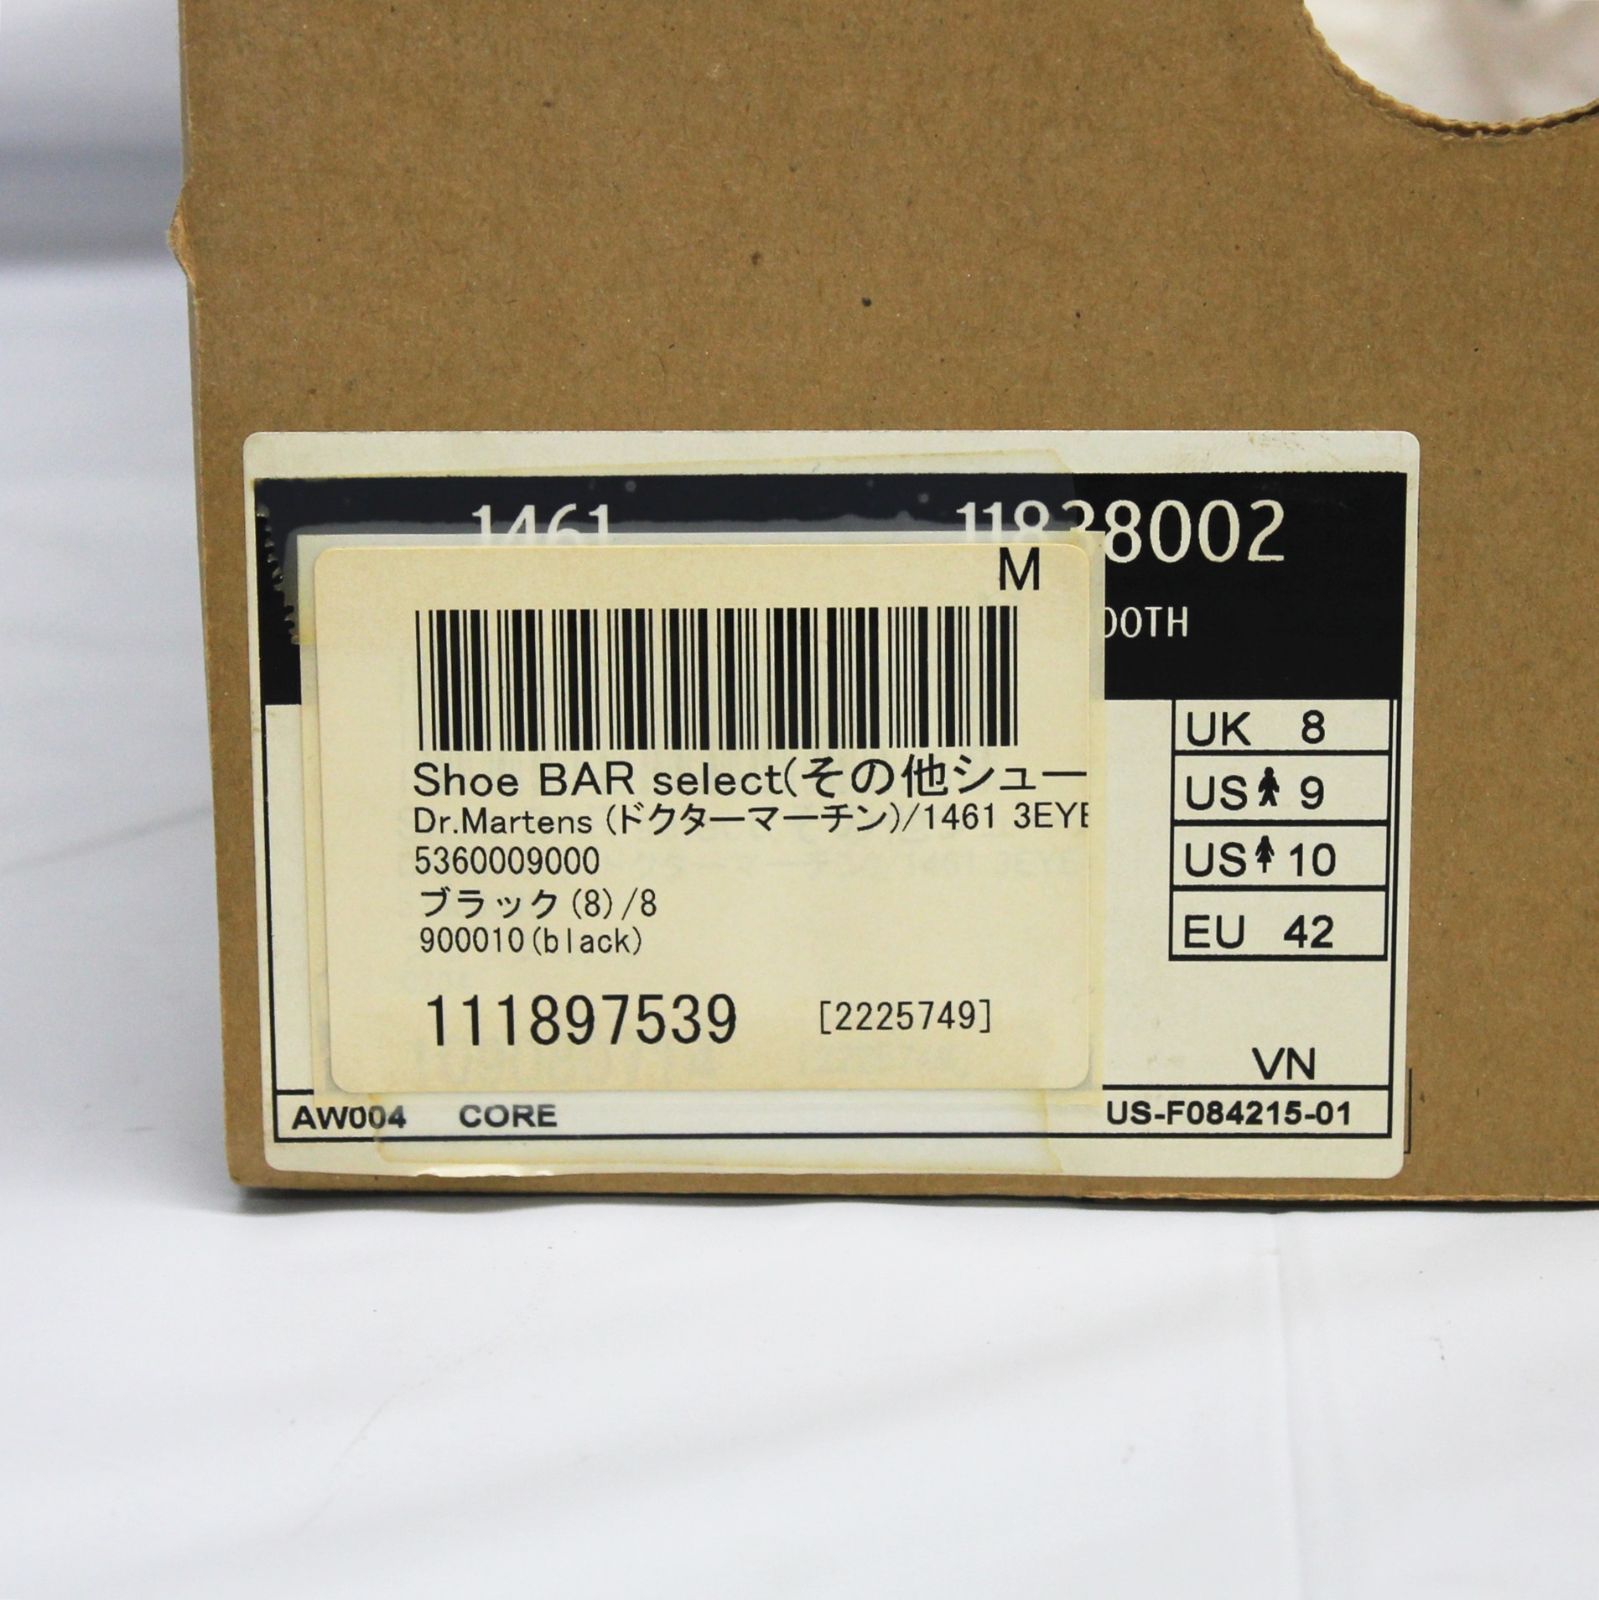 1461 11838002
M
Shoe BAR select(その他シュー
UK 8
Dr.Martens (ドクターマーチン)/1461 3EYE
US 9
5360009000
US 10
ブラック(8)/8
900010(black)
EU 42
111897539 [2225749]
VN
AW004 CORE US-F084215-01